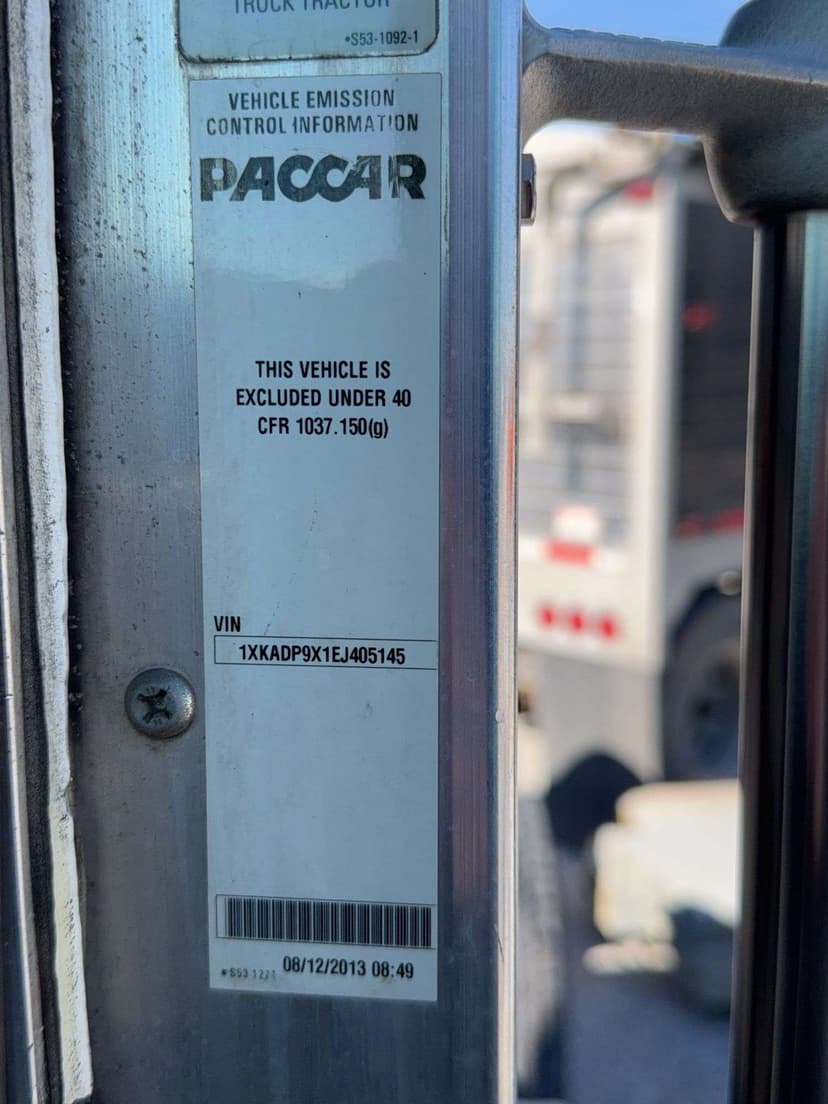 TRUCK TRACTOR
*S53-1092-1
VEHICLE EMISSION
CONTROL INFORMATION
PACCAR
THIS VEHICLE IS
EXCLUDED UNDER 40
CFR 1037.150(g)
VIN
1XKADP9X1EJ405145
08/12/2013 08:49